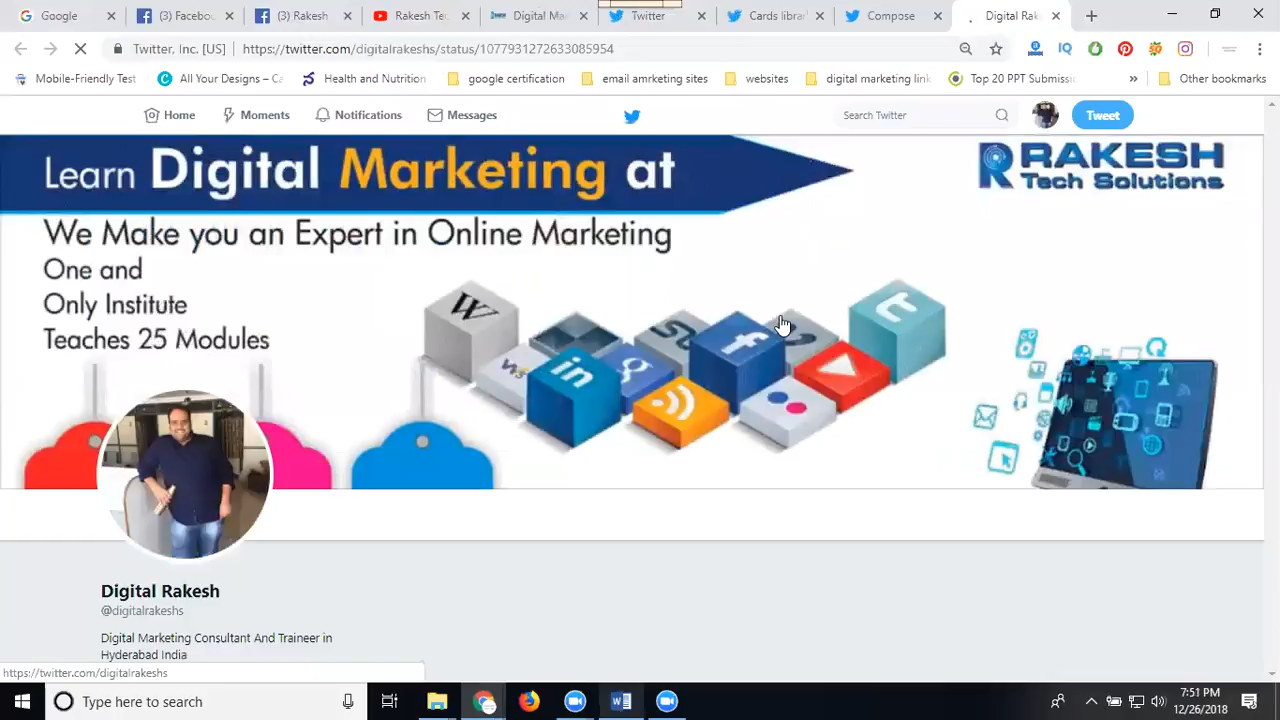 Google
(3) Faceboo
(3) Rakesh
Rakesh Tec
Digital Mar
Twitter
Cards librar
Compose
Digital Rake
Twitter, Inc. [US]
https://twitter.com/digitalrakeshs/status/1077931272633085954
Mobile-Friendly Test
All Your Designs – Ca
Health and Nutrition
google certification
email amrketing sites
websites
digital marketing link
Top 20 PPT Submissi
»
Other bookmarks
Home
Moments
Notifications
Messages
Search Twitter
Tweet
Learn Digital Marketing at
RAKESH
Tech Solutions
We Make you an Expert in Online Marketing
One and
Only Institute
Teaches 25 Modules
W
in
f
Digital Rakesh
@digitalrakeshs
Digital Marketing Consultant And Traineer in
Hyderabad India
https://twitter.com/digitalrakeshs
Type here to search
7:51 PM
12/26/2018